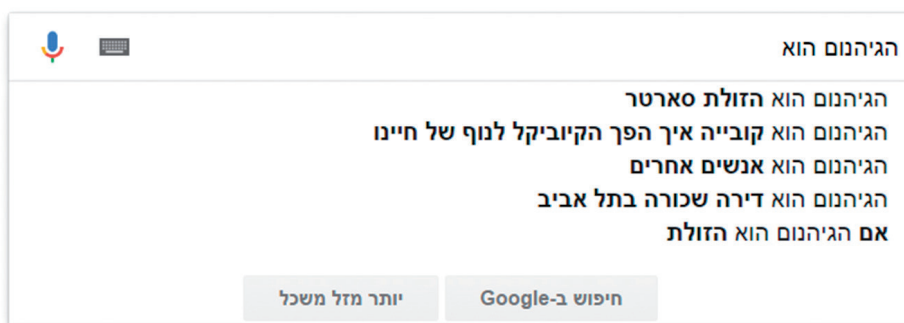 הגיהנום הוא
הגיהנום הוא הזולת סארטר
הגיהנום הוא קובייה איך הפך הקיוביקל לנוף של חיינו
הגיהנום הוא אנשים אחרים
הגיהנום הוא דירה שכורה בתל אביב
אם הגיהנום הוא הזולת
חיפוש ב-Google
יותר מזל משכל